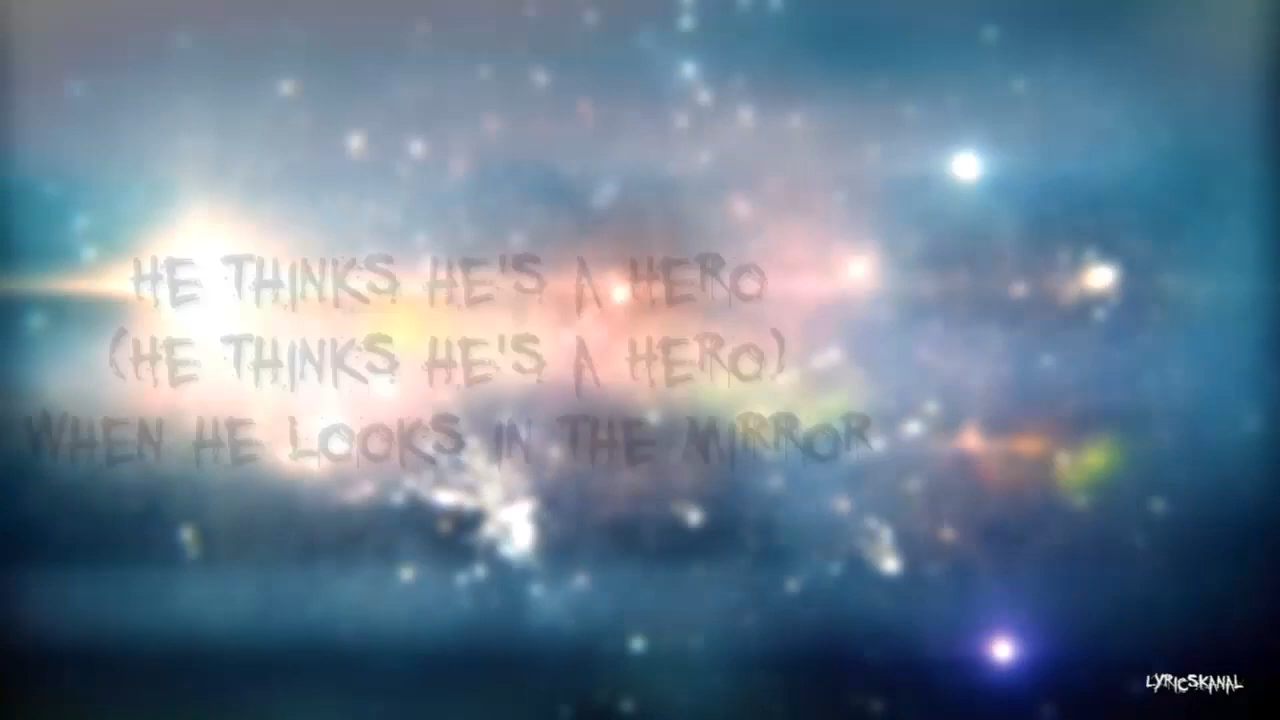 HE THINKS HE'S A HERO
(HE THINKS HE'S A HERO)
WHEN HE LOOKS IN THE MIRROR
LYRICSKANAL